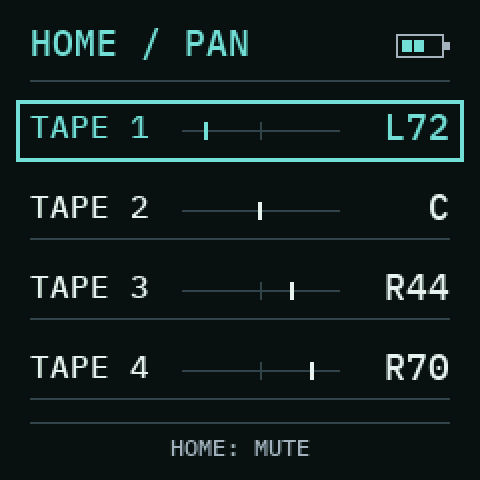 HOME / PAN
TAPE 1 L72
TAPE 2 C
TAPE 3 R44
TAPE 4 R70
HOME: MUTE